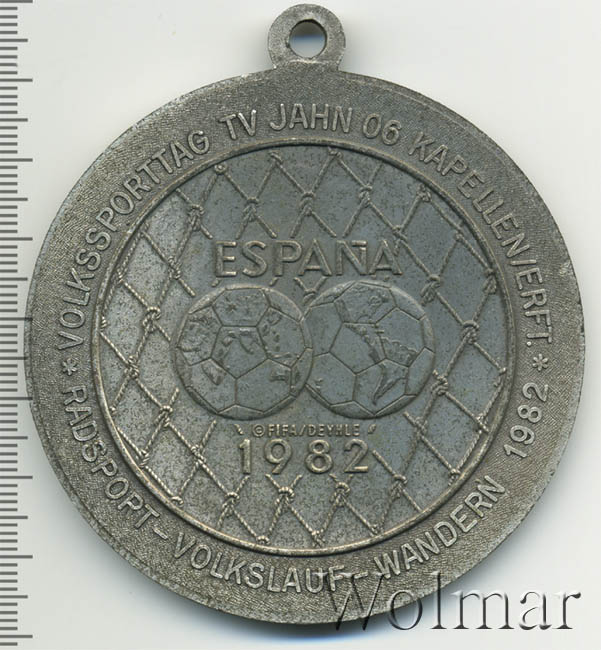 * VOLKSSPORTTAG TV JAHN 06 KAPELLEN/ERFT. *
RADSPORT-VOLKSLAUF-WANDERN 1982
ESPAÑA
© FIFA/DEYHLE
1982
Wolmar